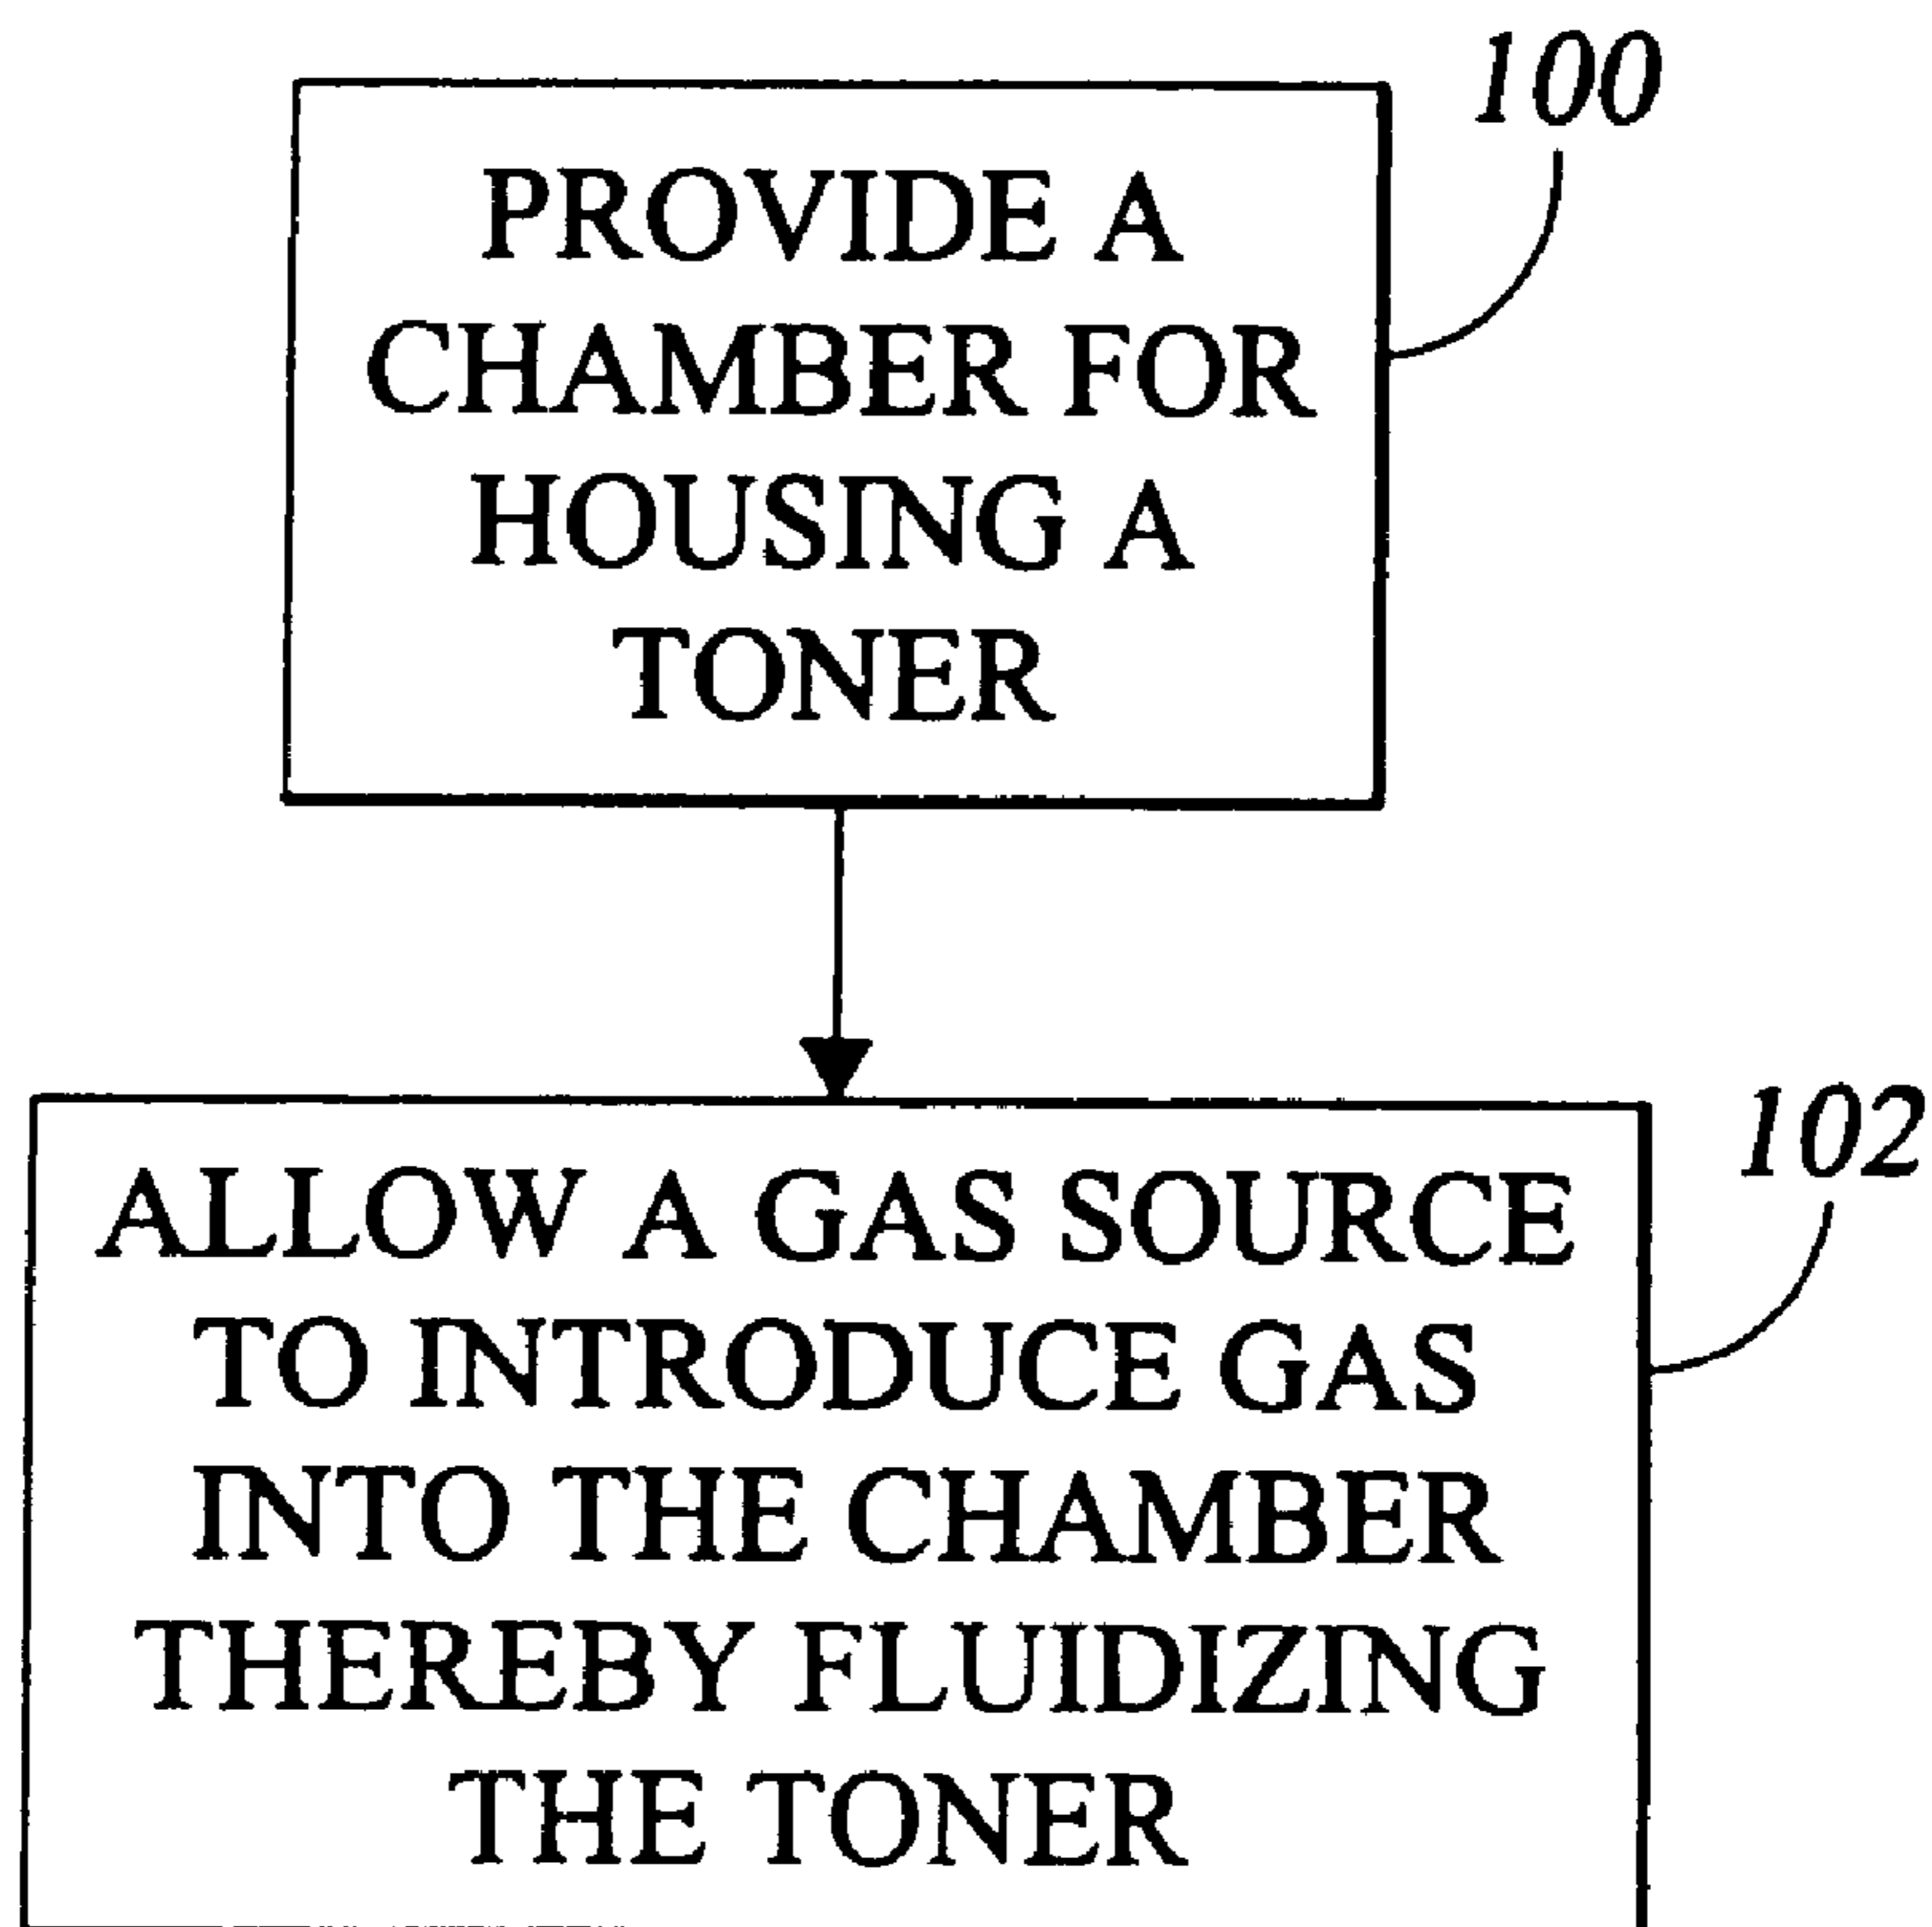 100
PROVIDE A
CHAMBER FOR
HOUSING A
TONER
102
ALLOW A GAS SOURCE
TO INTRODUCE GAS
INTO THE CHAMBER
THEREBY FLUIDIZING
THE TONER